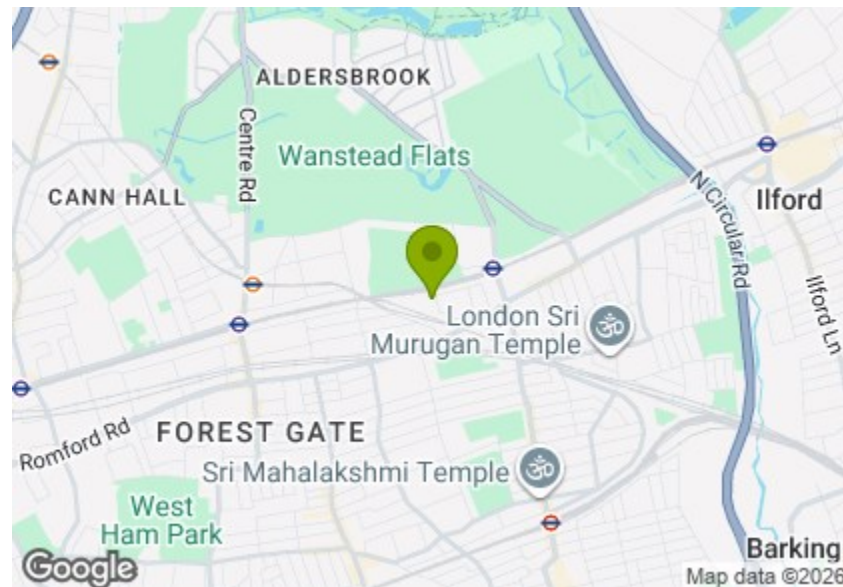 ALDERSBROOK
Centre Rd
Wanstead Flats
CANN HALL
N Circular Rd
Ilford
Ilford Ln
London Sri
Murugan Temple
Romford Rd
FOREST GATE
Sri Mahalakshmi Temple
West
Ham Park
Barking
Google
Map data ©2026